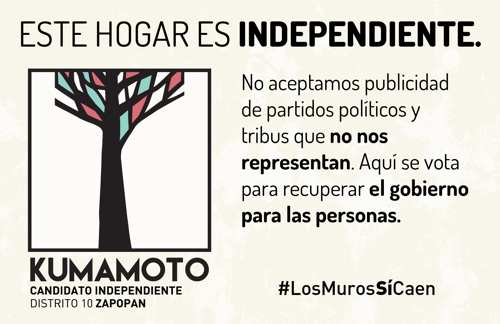 ESTE HOGAR ES INDEPENDIENTE.
No aceptamos publicidad
de partidos políticos y
tribus que no nos
representan. Aquí se vota
para recuperar el gobierno
para las personas.
KUMAMOTO
CANDIDATO INDEPENDIENTE
DISTRITO 10 ZAPOPAN
#LosMurosSíCaen